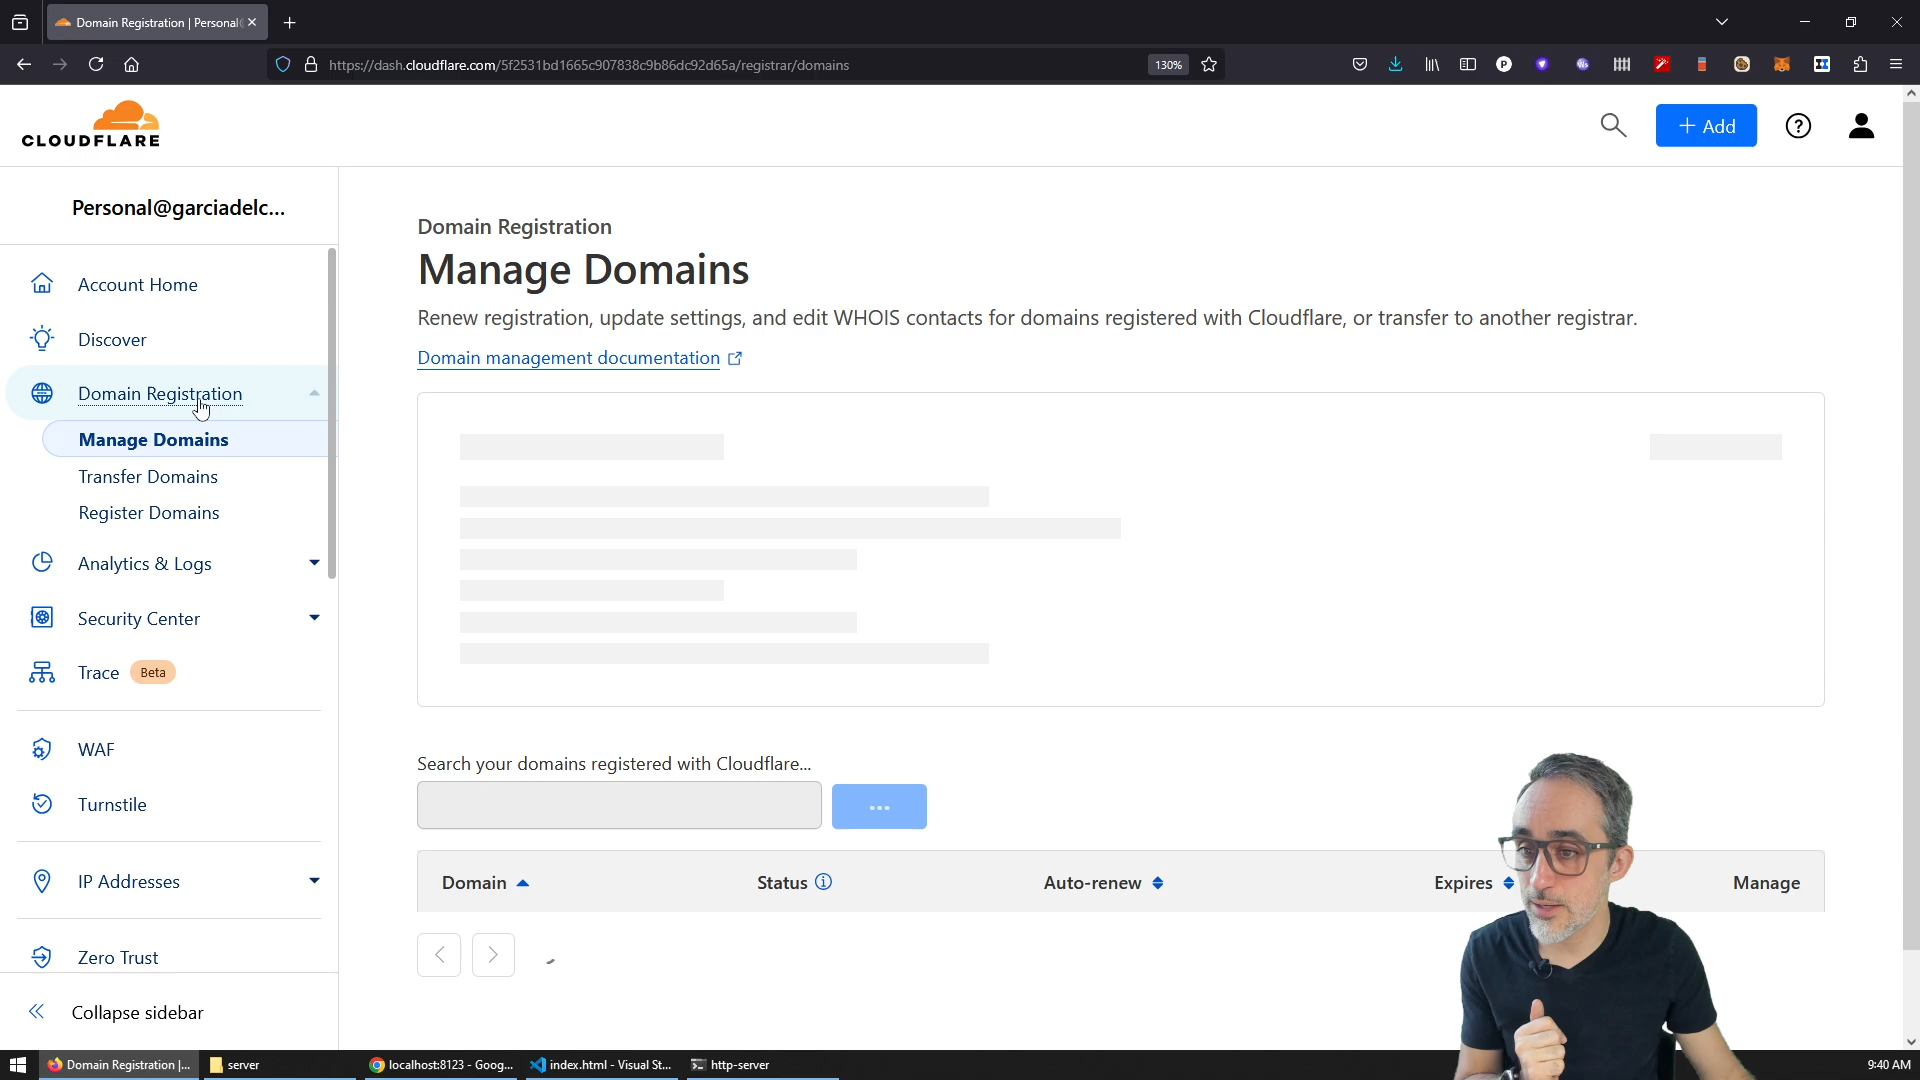 Domain Registration | Personal
https://dash.cloudflare.com/5f2531bd1665c907838c9b86dc92d65a/registrar/domains
130%
CLOUDFLARE
+ Add
Personal@garciadelc...
Account Home
Discover
Domain Registration
Manage Domains
Transfer Domains
Register Domains
Analytics & Logs
Security Center
Trace Beta
WAF
Turnstile
IP Addresses
Zero Trust
Collapse sidebar
Domain Registration
Manage Domains
Renew registration, update settings, and edit WHOIS contacts for domains registered with Cloudflare, or transfer to another registrar.
Domain management documentation
Search your domains registered with Cloudflare...
...
Domain Status Auto-renew Expires Manage
Domain Registration |... server localhost:8123 - Goog... index.html - Visual St... http-server 9:40 AM